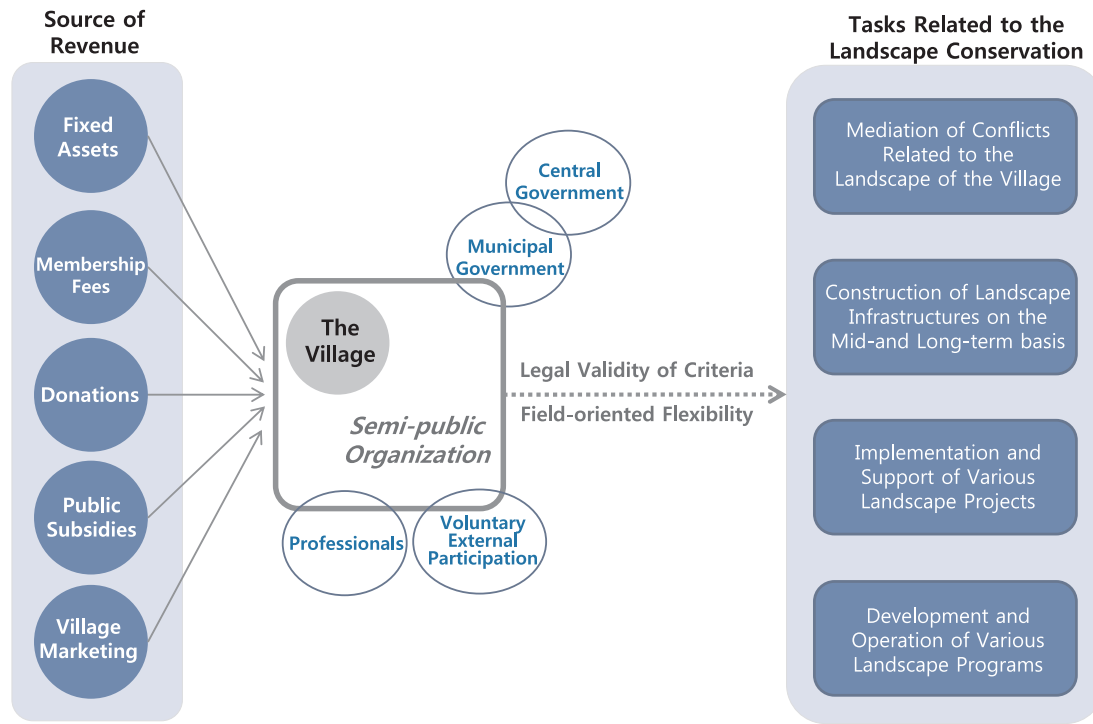 Source of
Revenue
Fixed
Assets
Membership
Fees
Donations
Public
Subsidies
Village
Marketing
Central
Government
Municipal
Government
The
Village
Semi-public
Organization
Professionals
Voluntary
External
Participation
Legal Validity of Criteria
Field-oriented Flexibility
Tasks Related to the
Landscape Conservation
Mediation of Conflicts
Related to the
Landscape of the Village
Construction of Landscape
Infrastructures on the
Mid-and Long-term basis
Implementation and
Support of Various
Landscape Projects
Development and
Operation of Various
Landscape Programs